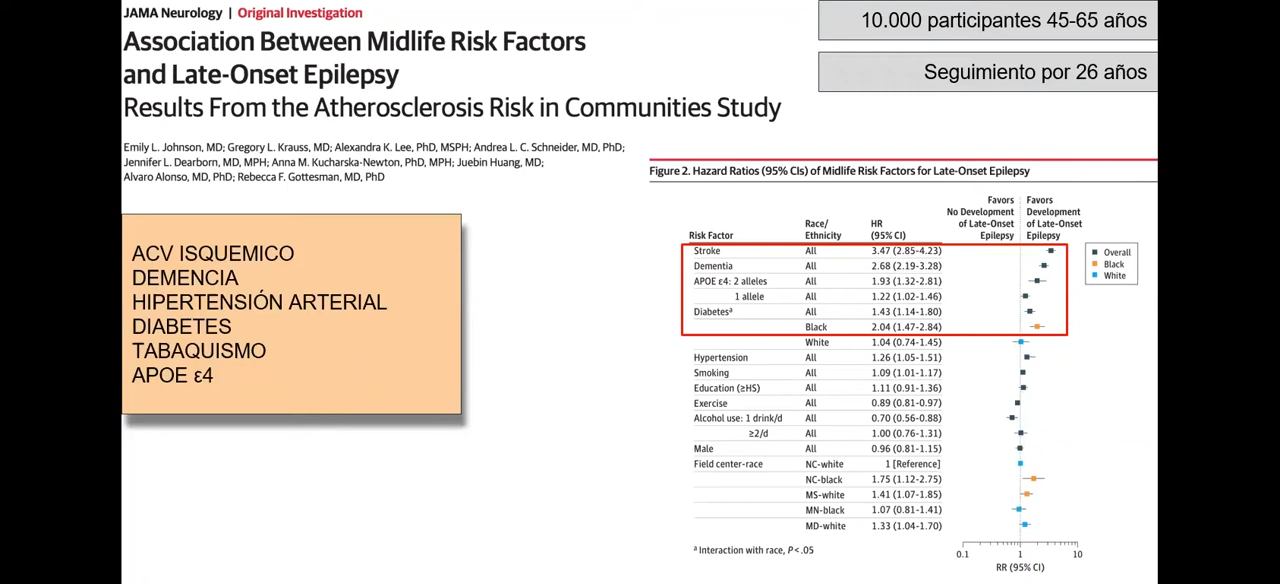 JAMA Neurology | Original Investigation
Association Between Midlife Risk Factors
and Late-Onset Epilepsy
Results From the Atherosclerosis Risk in Communities Study
Emily L. Johnson, MD; Gregory L. Krauss, MD; Alexandra K. Lee, PhD, MSPH; Andrea L. C. Schneider, MD, PhD;
Jennifer L. Dearborn, MD, MPH; Anna M. Kucharska-Newton, PhD, MPH; Juebin Huang, MD;
Alvaro Alonso, MD, PhD; Rebecca F. Gottesman, MD, PhD
10.000 participantes 45-65 años
Seguimiento por 26 años
ACV ISQUEMICO
DEMENCIA
HIPERTENSIÓN ARTERIAL
DIABETES
TABAQUISMO
APOE ε4
Figure 2. Hazard Ratios (95% CIs) of Midlife Risk Factors for Late-Onset Epilepsy
Favors
No Development
of Late-Onset
Epilepsy
Favors
Development
of Late-Onset
Epilepsy
Risk Factor Race/Ethnicity HR (95% CI)
Stroke All 3.47 (2.85-4.23)
Dementia All 2.68 (2.19-3.28)
APOE ε4: 2 alleles All 1.93 (1.32-2.81)
1 allele All 1.22 (1.02-1.46)
Diabetesª All 1.43 (1.14-1.80)
Black 2.04 (1.47-2.84)
White 1.04 (0.74-1.45)
Hypertension All 1.26 (1.05-1.51)
Smoking All 1.09 (1.01-1.17)
Education (≥HS) All 1.11 (0.91-1.36)
Exercise All 0.89 (0.81-0.97)
Alcohol use: 1 drink/d All 0.70 (0.56-0.88)
≥2/d All 1.00 (0.76-1.31)
Male All 0.96 (0.81-1.15)
Field center-race NC-white 1 [Reference]
NC-black 1.75 (1.12-2.75)
MS-white 1.41 (1.07-1.85)
MN-black 1.07 (0.81-1.41)
MD-white 1.33 (1.04-1.70)
Overall
Black
White
0.1 1 10
RR (95% CI)
ª Interaction with race, P < .05